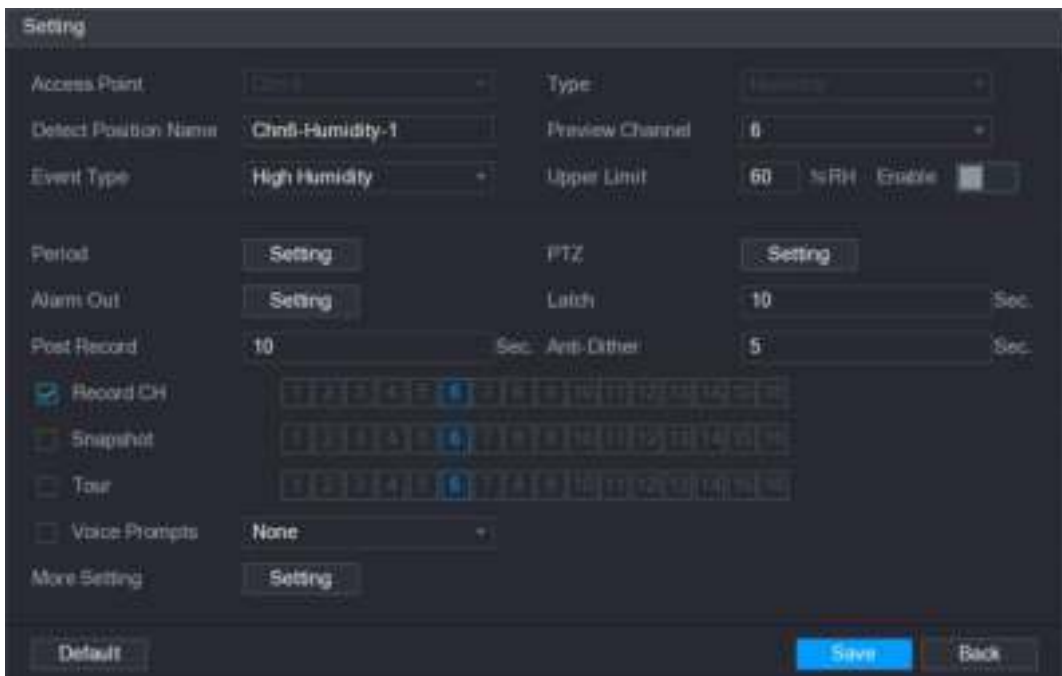 Setting
Access Point Type
Detect Position Name Chn6-Humidity-1 Preview Channel 6
Event Type High Humidity Upper Limit 60 %RH Enable
Period Setting PTZ Setting
Alarm Out Setting Latch 10 Sec.
Post Record 10 Sec. Anti-Dither 5 Sec.
Record CH 1 2 3 4 5 6 7 8 9 10 11 12 13 14 15 16
Snapshot 1 2 3 4 5 6 7 8 9 10 11 12 13 14 15 16
Tour 1 2 3 4 5 6 7 8 9 10 11 12 13 14 15 16
Voice Prompts None
More Setting Setting
Default Save Back